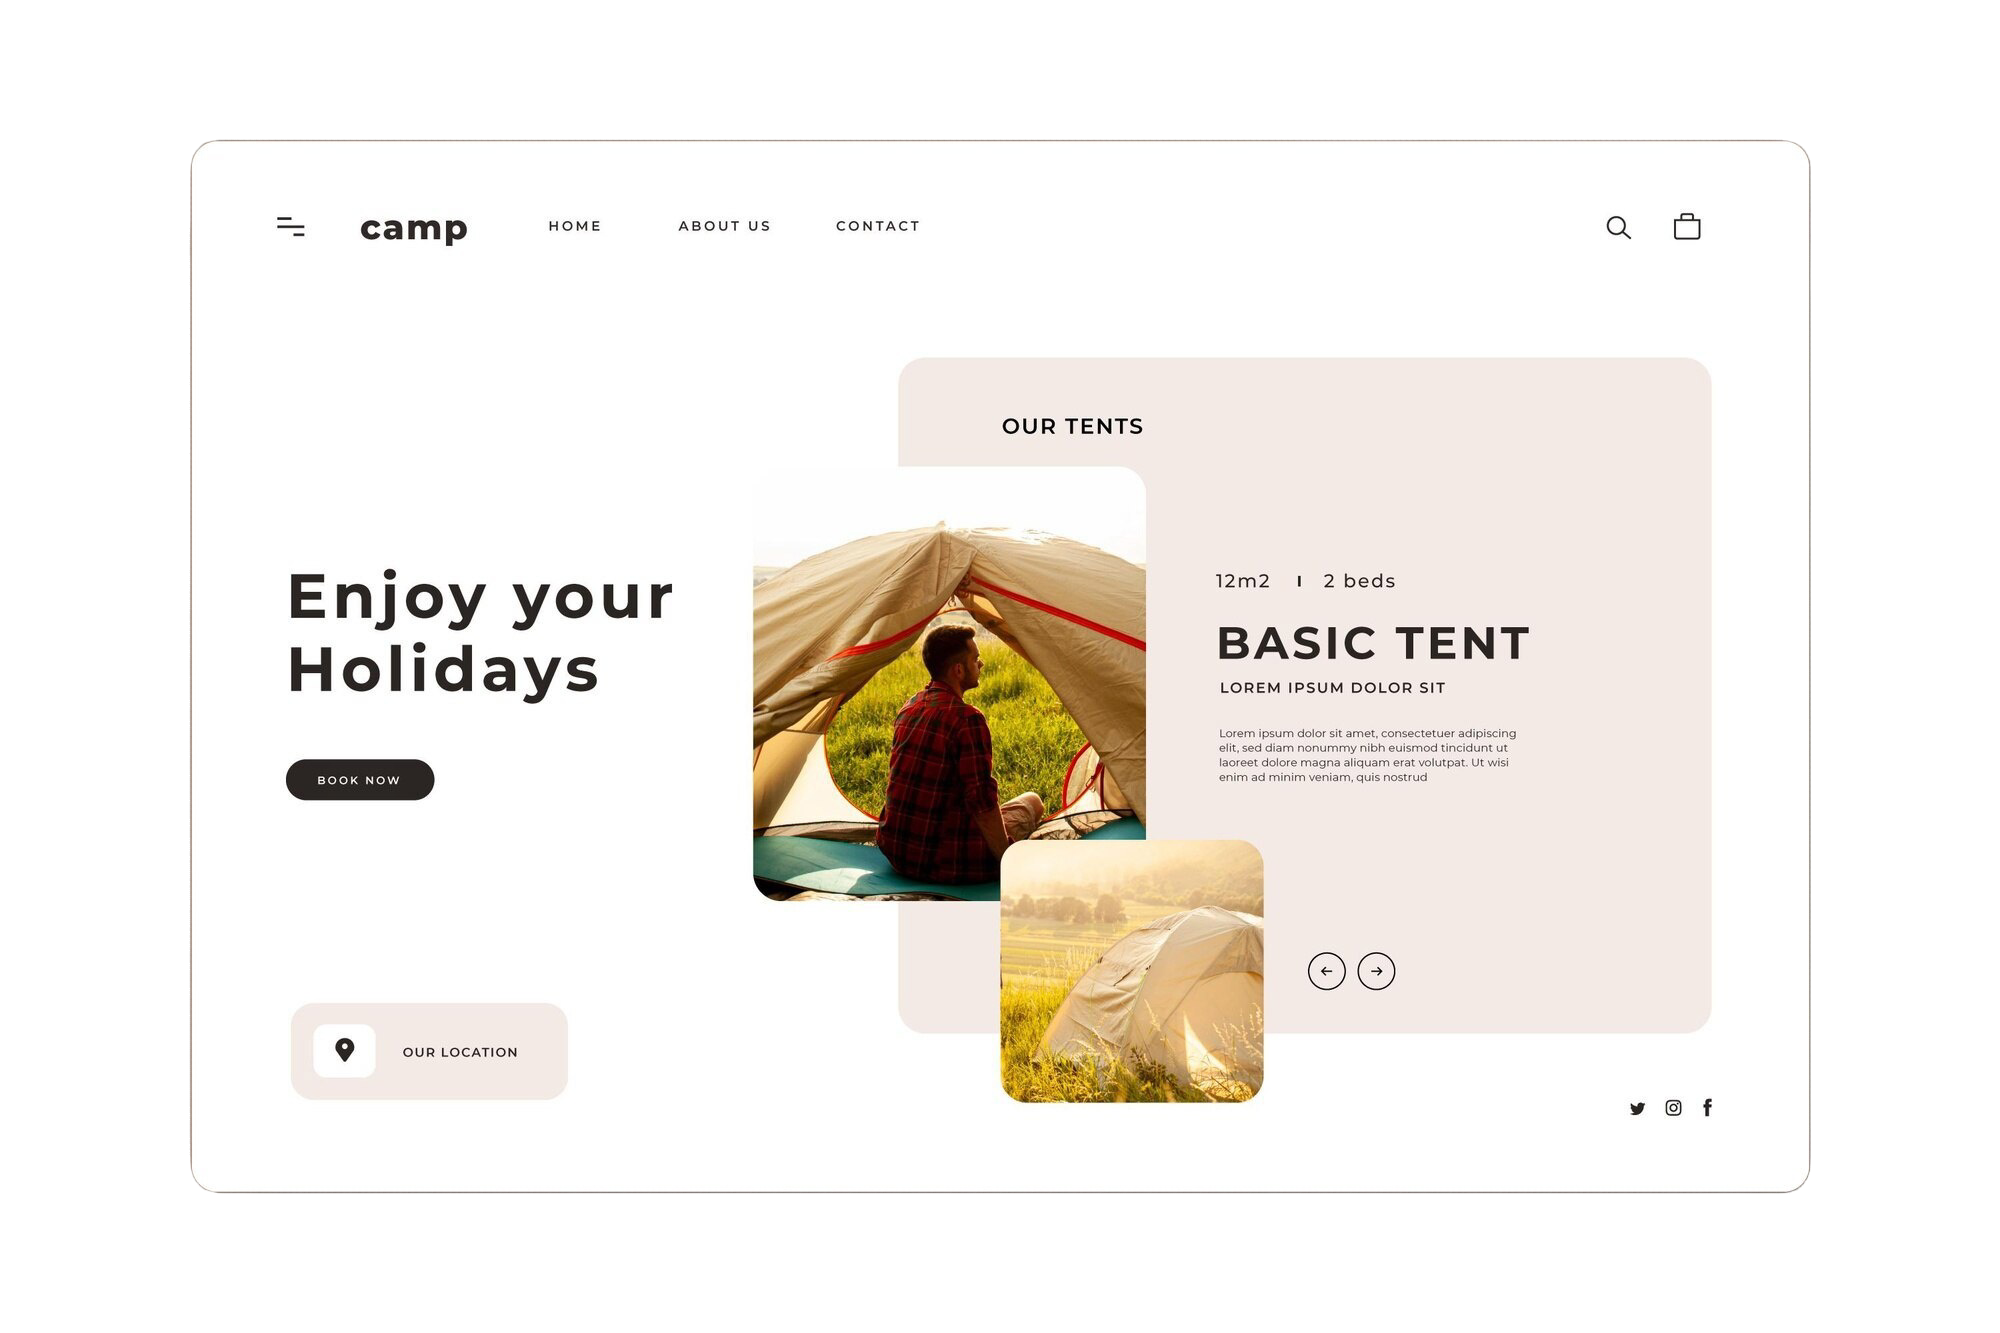 camp
HOME
ABOUT US
CONTACT
OUR TENTS
Enjoy your
Holidays
BOOK NOW
12m2 I 2 beds
BASIC TENT
LOREM IPSUM DOLOR SIT
Lorem ipsum dolor sit amet, consectetuer adipiscing
elit, sed diam nonummy nibh euismod tincidunt ut
laoreet dolore magna aliquam erat volutpat. Ut wisi
enim ad minim veniam, quis nostrud
OUR LOCATION